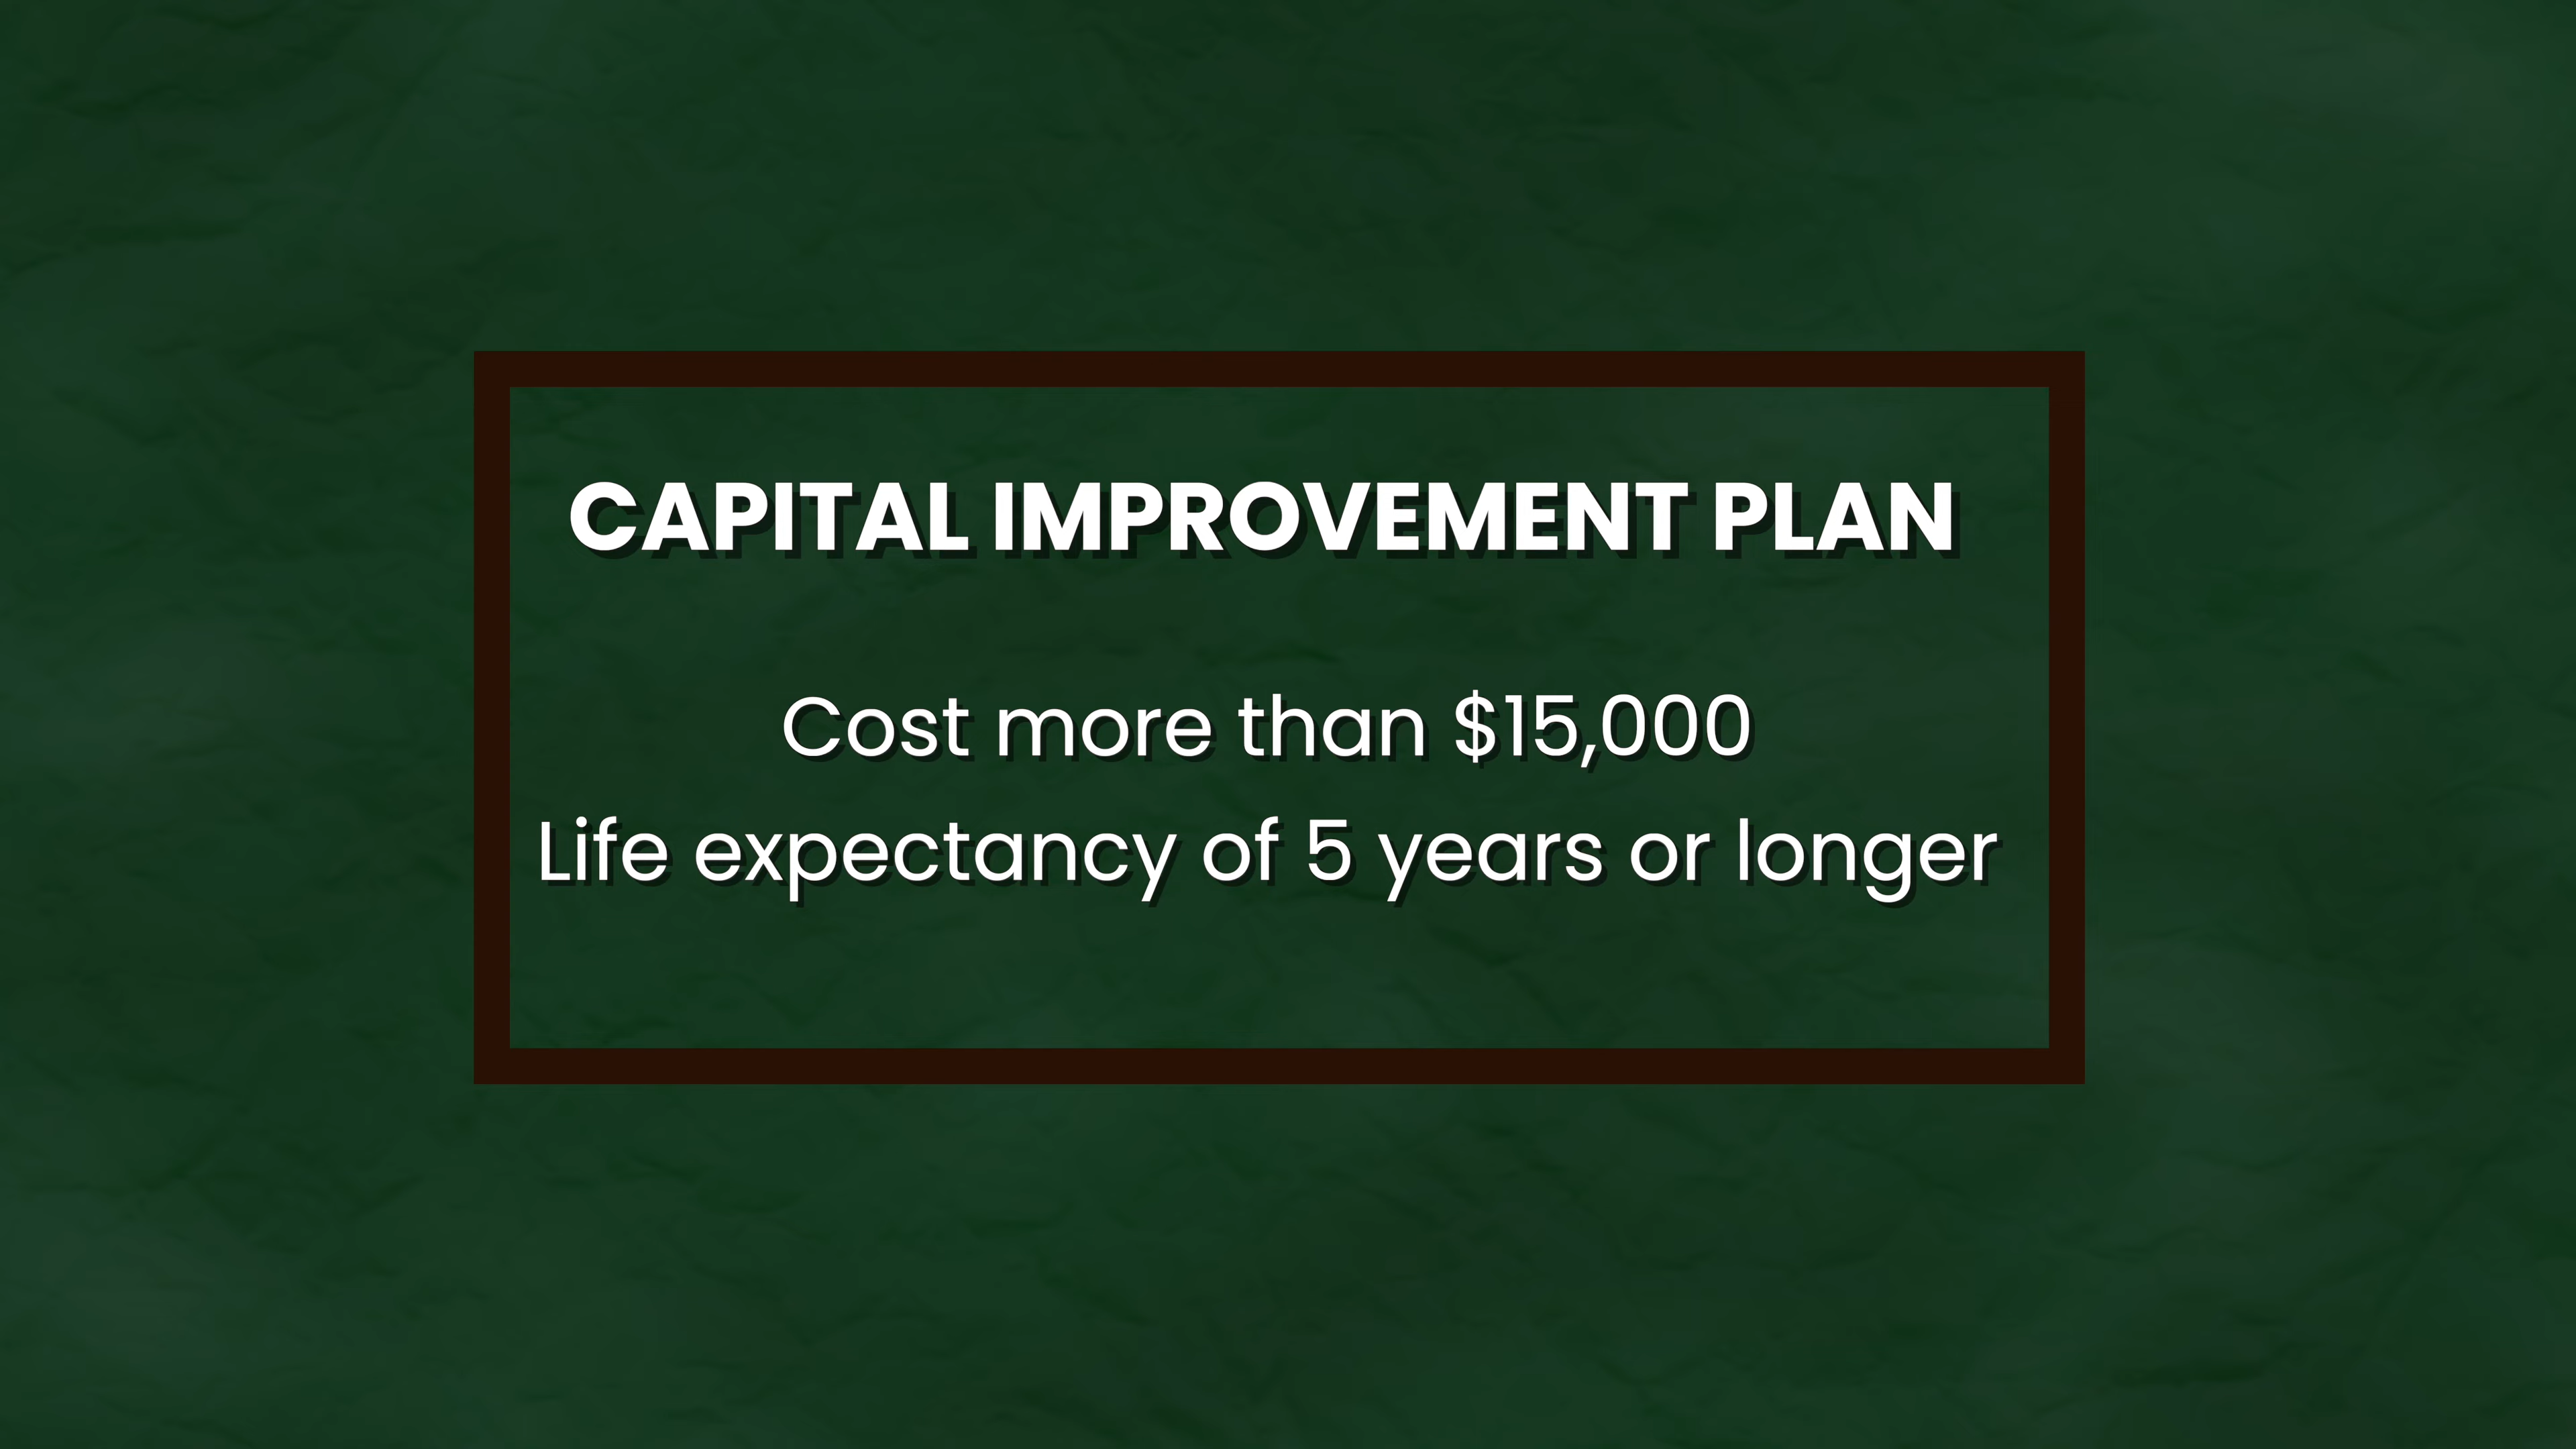 CAPITAL IMPROVEMENT PLAN
Cost more than $15,000
Life expectancy of 5 years or longer